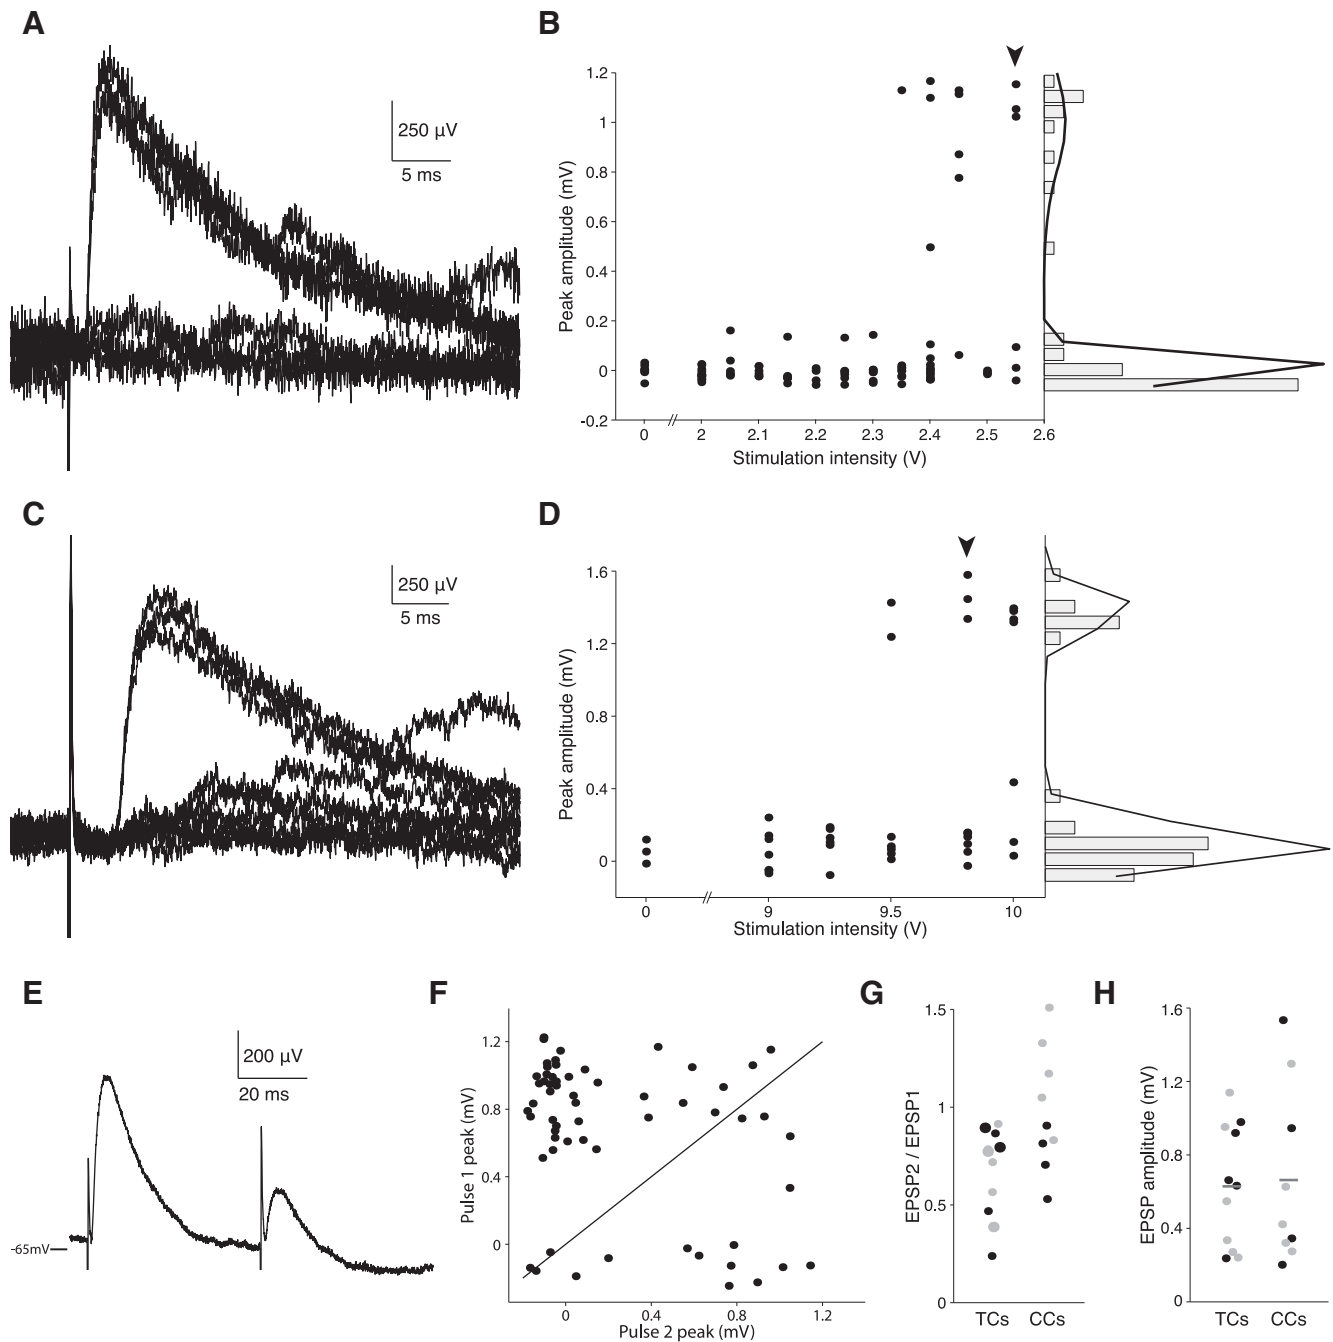 A
250 µV
5 ms
B
1.2
1
0.8
0.6
0.4
0.2
0
-0.2
Peak amplitude (mV)
0 2 2.1 2.2 2.3 2.4 2.5 2.6
Stimulation intensity (V)
C
250 µV
5 ms
D
1.6
1.2
0.8
0.4
0
Peak amplitude (mV)
0 9 9.5 10
Stimulation intensity (V)
E
200 µV
20 ms
-65mV
F
1.2
0.8
0.4
0
Pulse 1 peak (mV)
0 0.4 0.8 1.2
Pulse 2 peak (mV)
G
1.5
1
0.5
0
EPSP2 / EPSP1
TCs CCs
H
1.6
1.2
0.8
0.4
0
EPSP amplitude (mV)
TCs CCs